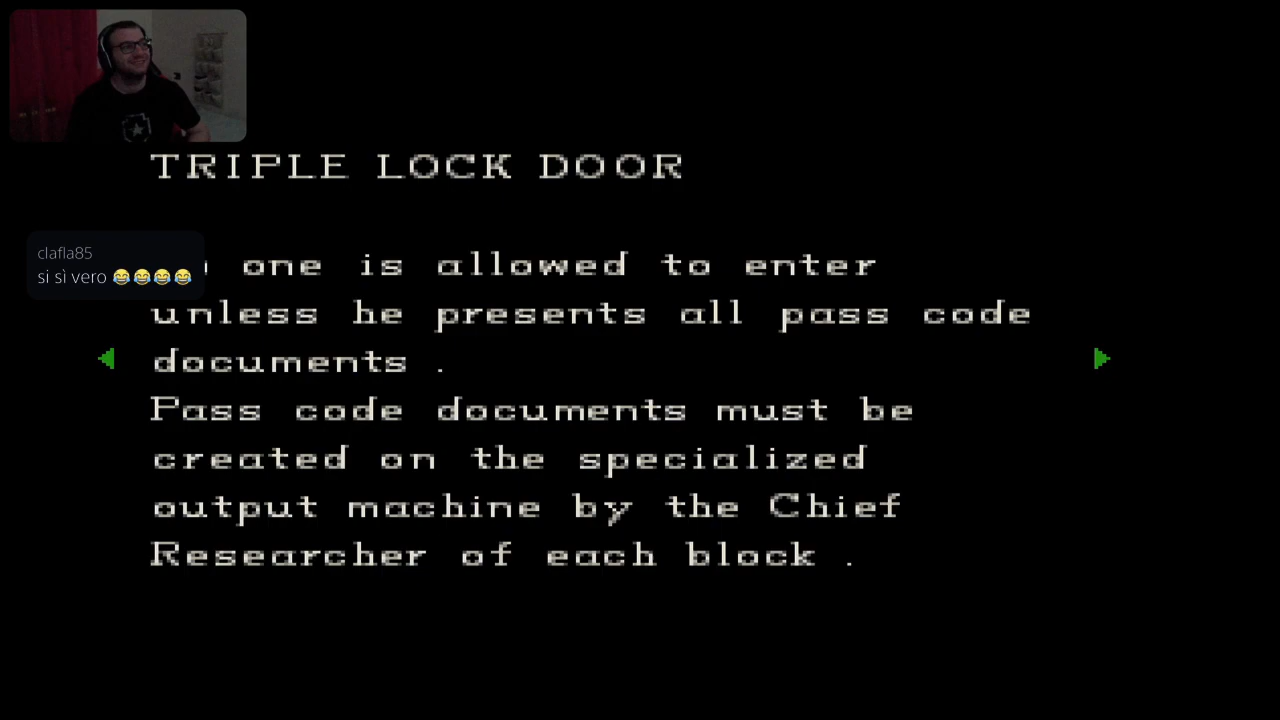 TRIPLE LOCK DOOR
clafla85
si sì vero 😂😂😂😂
one is allowed to enter
unless he presents all pass code
documents .
Pass code documents must be
created on the specialized
output machine by the Chief
Researcher of each block .